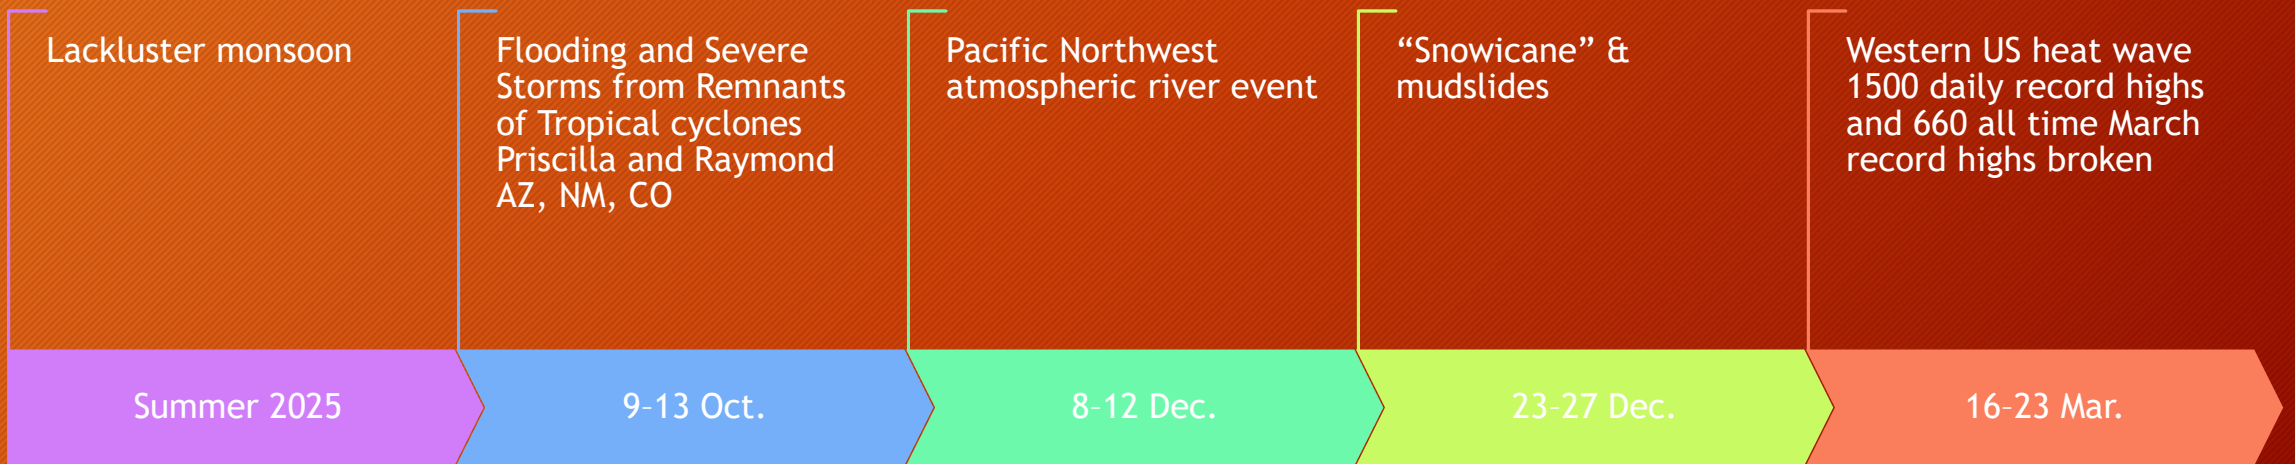 Lackluster monsoon
Flooding and Severe
Storms from Remnants
of Tropical cyclones
Priscilla and Raymond
AZ, NM, CO
Pacific Northwest
atmospheric river event
“Snowicane” &
mudslides
Western US heat wave
1500 daily record highs
and 660 all time March
record highs broken
Summer 2025
9–13 Oct.
8–12 Dec.
23–27 Dec.
16–23 Mar.